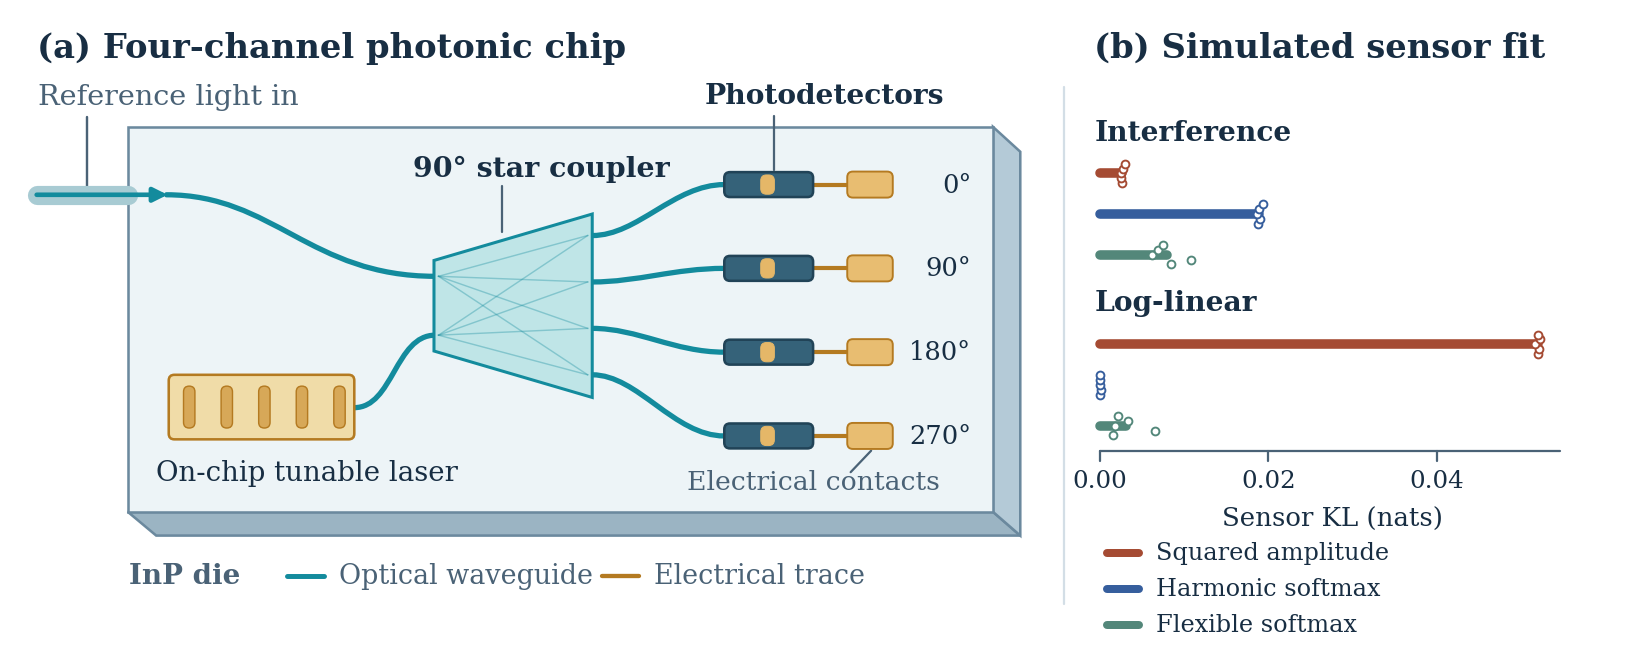 (a) Four-channel photonic chip
Reference light in
Photodetectors
90° star coupler
0°
90°
180°
270°
On-chip tunable laser
Electrical contacts
InP die
Optical waveguide
Electrical trace
(b) Simulated sensor fit
Interference
Log-linear
0.00 0.02 0.04
Sensor KL (nats)
Squared amplitude
Harmonic softmax
Flexible softmax